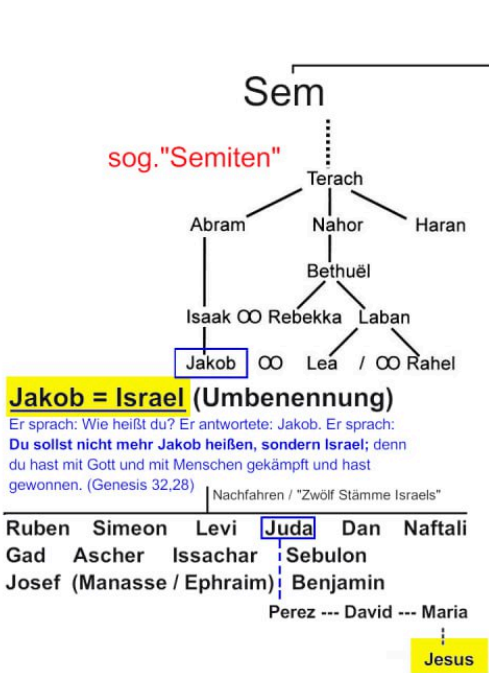 Sem
sog."Semiten"
Terach
Abram Nahor Haran
Bethuël
Isaak ꝏ Rebekka Laban
Jakob ꝏ Lea / ꝏ Rahel
Jakob = Israel (Umbenennung)
Er sprach: Wie heißt du? Er antwortete: Jakob. Er sprach:
Du sollst nicht mehr Jakob heißen, sondern Israel; denn
du hast mit Gott und mit Menschen gekämpft und hast
gewonnen. (Genesis 32,28)
Nachfahren / "Zwölf Stämme Israels"
Ruben Simeon Levi Juda Dan Naftali
Gad Ascher Issachar Sebulon
Josef (Manasse / Ephraim) Benjamin
Perez --- David --- Maria
Jesus